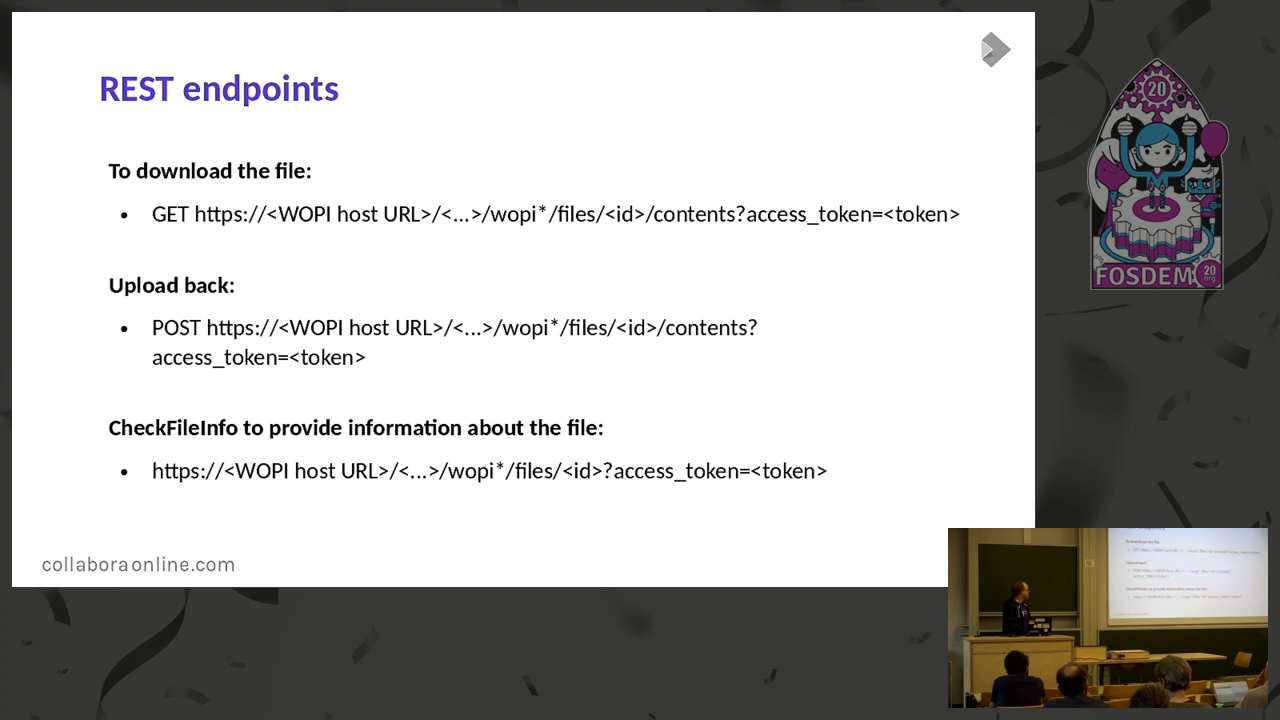 REST endpoints
To download the file:
• GET https://<WOPI host URL>/<...>/wopi*/files/<id>/contents?access_token=<token>
Upload back:
• POST https://<WOPI host URL>/<...>/wopi*/files/<id>/contents?
access_token=<token>
CheckFileInfo to provide information about the file:
• https://<WOPI host URL>/<...>/wopi*/files/<id>?access_token=<token>
collaboraonline.com
20
FOSDEM
20
.org